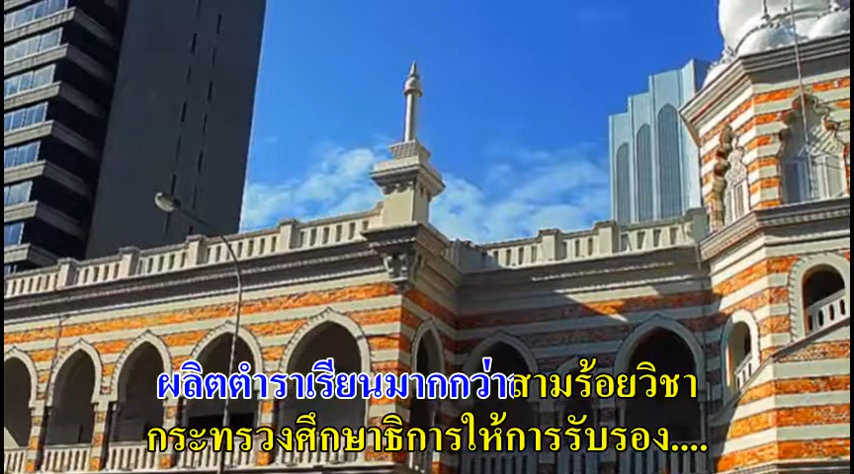 ผลิตตำราเรียนมากกว่าสามร้อยวิชา
กระทรวงศึกษาธิการให้การรับรอง....